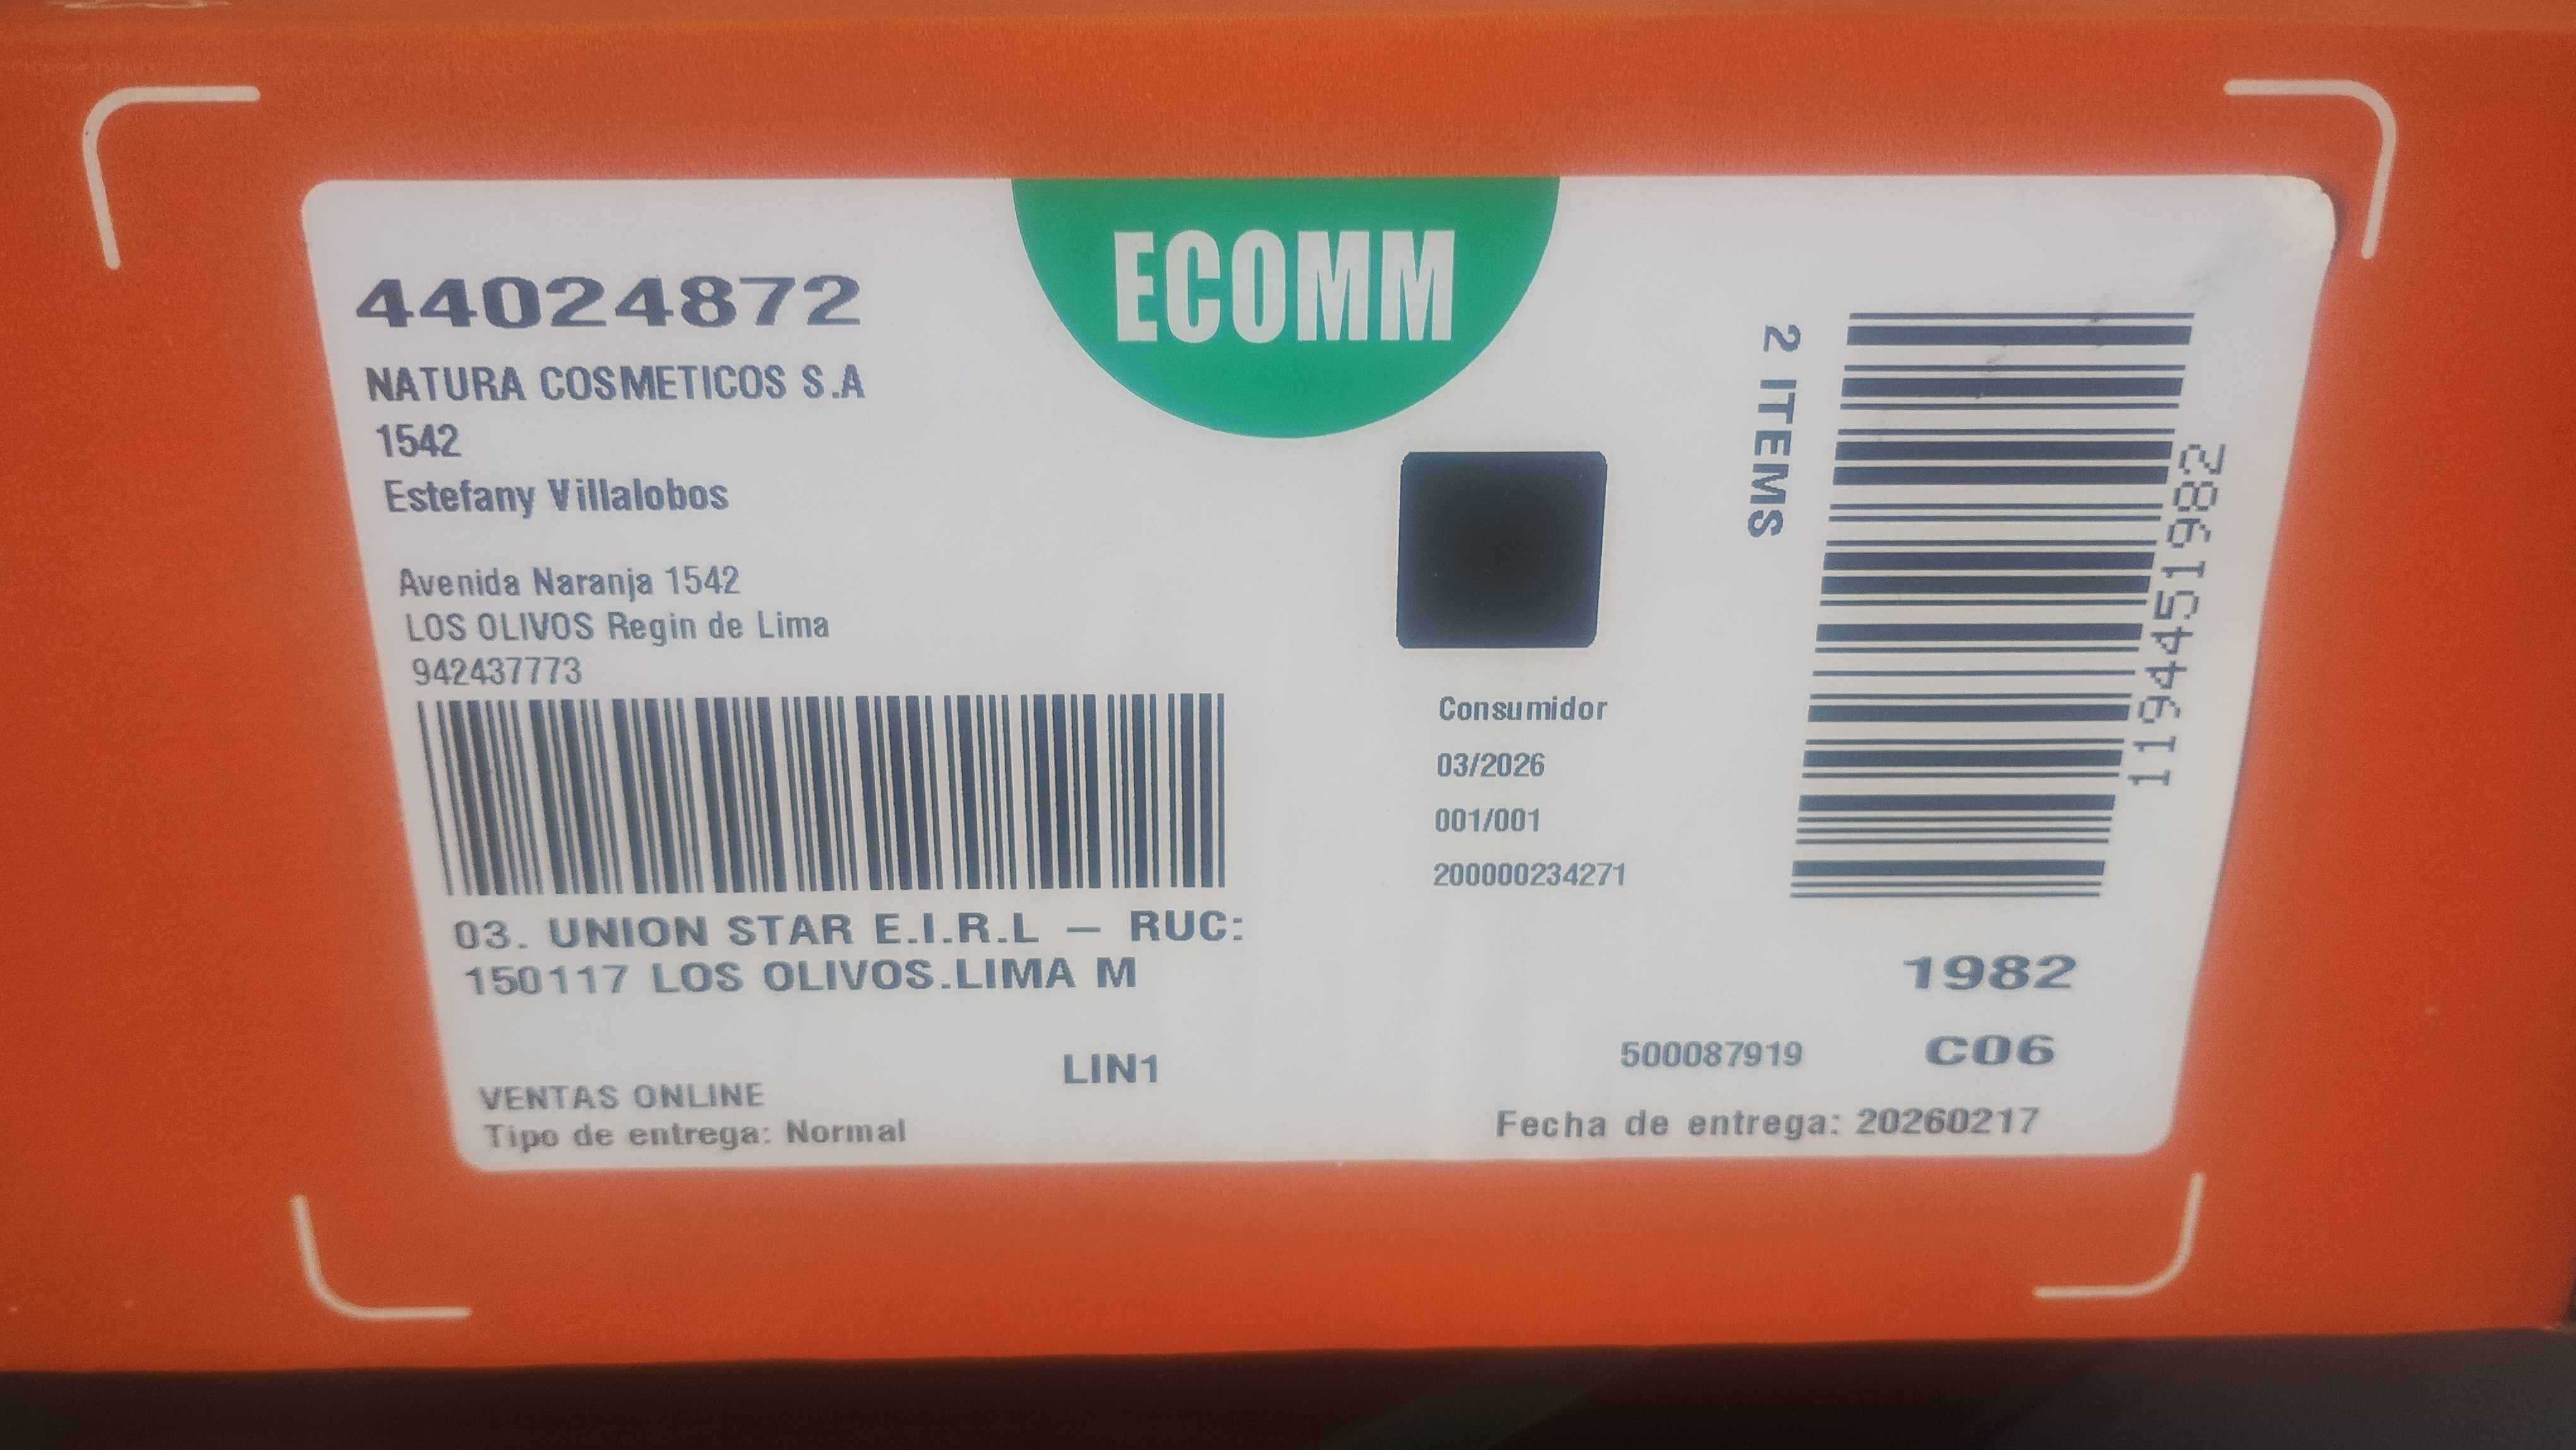 ECOMM
44024872
NATURA COSMETICOS S.A
1542
Estefany Villalobos
Avenida Naranja 1542
LOS OLIVOS Regin de Lima
942437773
03. UNION STAR E.I.R.L – RUC:
150117 LOS OLIVOS.LIMA M
LIN1
VENTAS ONLINE
Tipo de entrega: Normal
Consumidor
03/2026
001/001
200000234271
2 ITEMS
1194451982
1982
500087919 C06
Fecha de entrega: 20260217